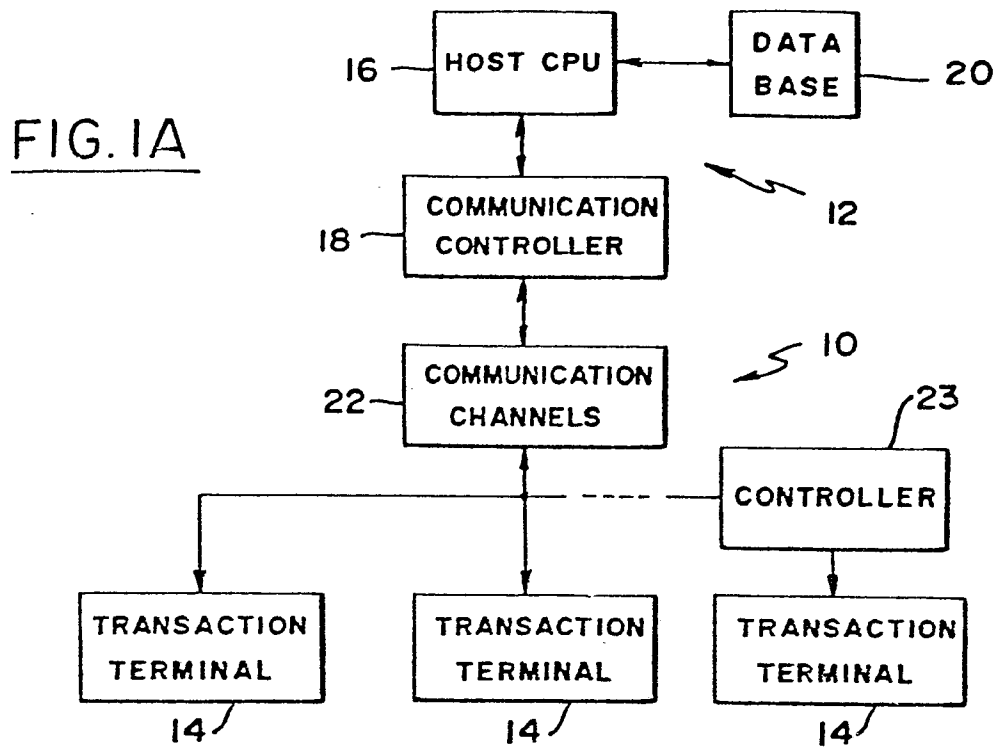 FIG. 1A
16
HOST CPU
DATA
BASE
20
12
18
COMMUNICATION
CONTROLLER
10
22
COMMUNICATION
CHANNELS
23
CONTROLLER
TRANSACTION
TERMINAL
14
TRANSACTION
TERMINAL
14
TRANSACTION
TERMINAL
14